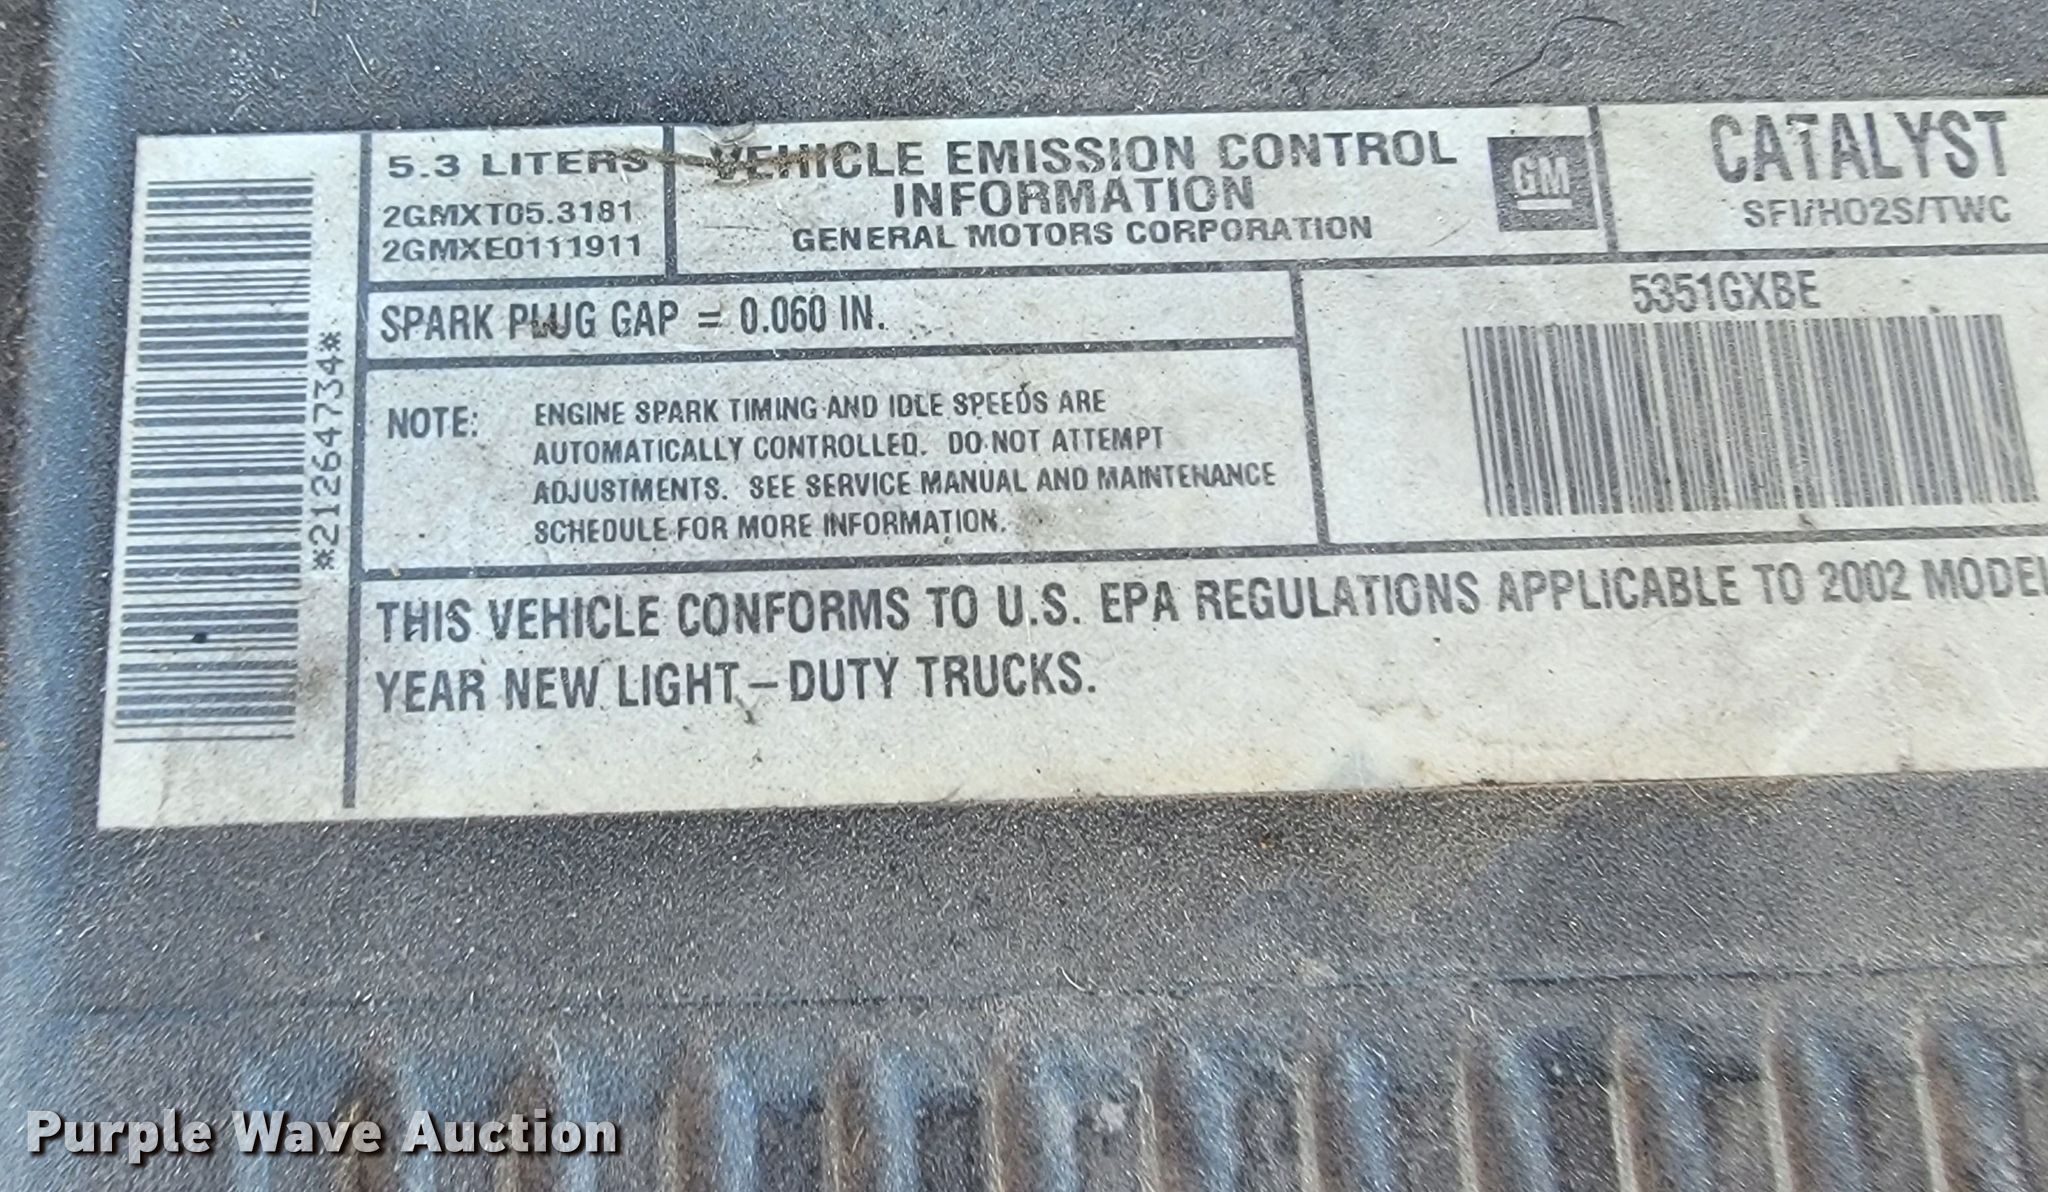 *21264734*
5.3 LITERS
2GMXT05.3181
2GMXE0111911
VEHICLE EMISSION CONTROL
INFORMATION
GENERAL MOTORS CORPORATION
GM
CATALYST
SFI/HO2S/TWC
SPARK PLUG GAP = 0.060 IN.
5351GXBE
NOTE: ENGINE SPARK TIMING AND IDLE SPEEDS ARE
AUTOMATICALLY CONTROLLED. DO NOT ATTEMPT
ADJUSTMENTS. SEE SERVICE MANUAL AND MAINTENANCE
SCHEDULE FOR MORE INFORMATION.
THIS VEHICLE CONFORMS TO U.S. EPA REGULATIONS APPLICABLE TO 2002 MODEL
YEAR NEW LIGHT-DUTY TRUCKS.
Purple Wave Auction